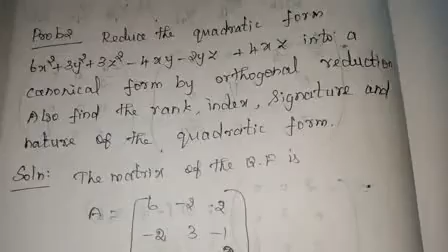 Prob2 Reduce the quadratic form
6x²+3y²+3z²-4xy-2yz+4xz into a
canonical form by orthogonal reduction
Also find the rank, index, signature and
nature of the quadratic form.
Soln: The matrix of the Q.F is
A = [ 6 -2 2
-2 3 -1